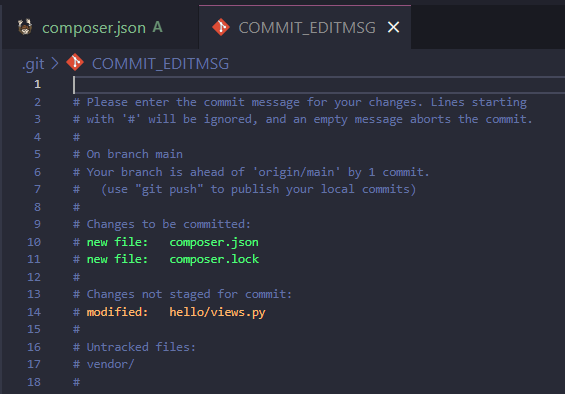 composer.json A
COMMIT_EDITMSG
.git > COMMIT_EDITMSG
1
2 # Please enter the commit message for your changes. Lines starting
3 # with '#' will be ignored, and an empty message aborts the commit.
4 #
5 # On branch main
6 # Your branch is ahead of 'origin/main' by 1 commit.
7 #   (use "git push" to publish your local commits)
8 #
9 # Changes to be committed:
10 # new file:   composer.json
11 # new file:   composer.lock
12 #
13 # Changes not staged for commit:
14 # modified:   hello/views.py
15 #
16 # Untracked files:
17 # vendor/
18 #